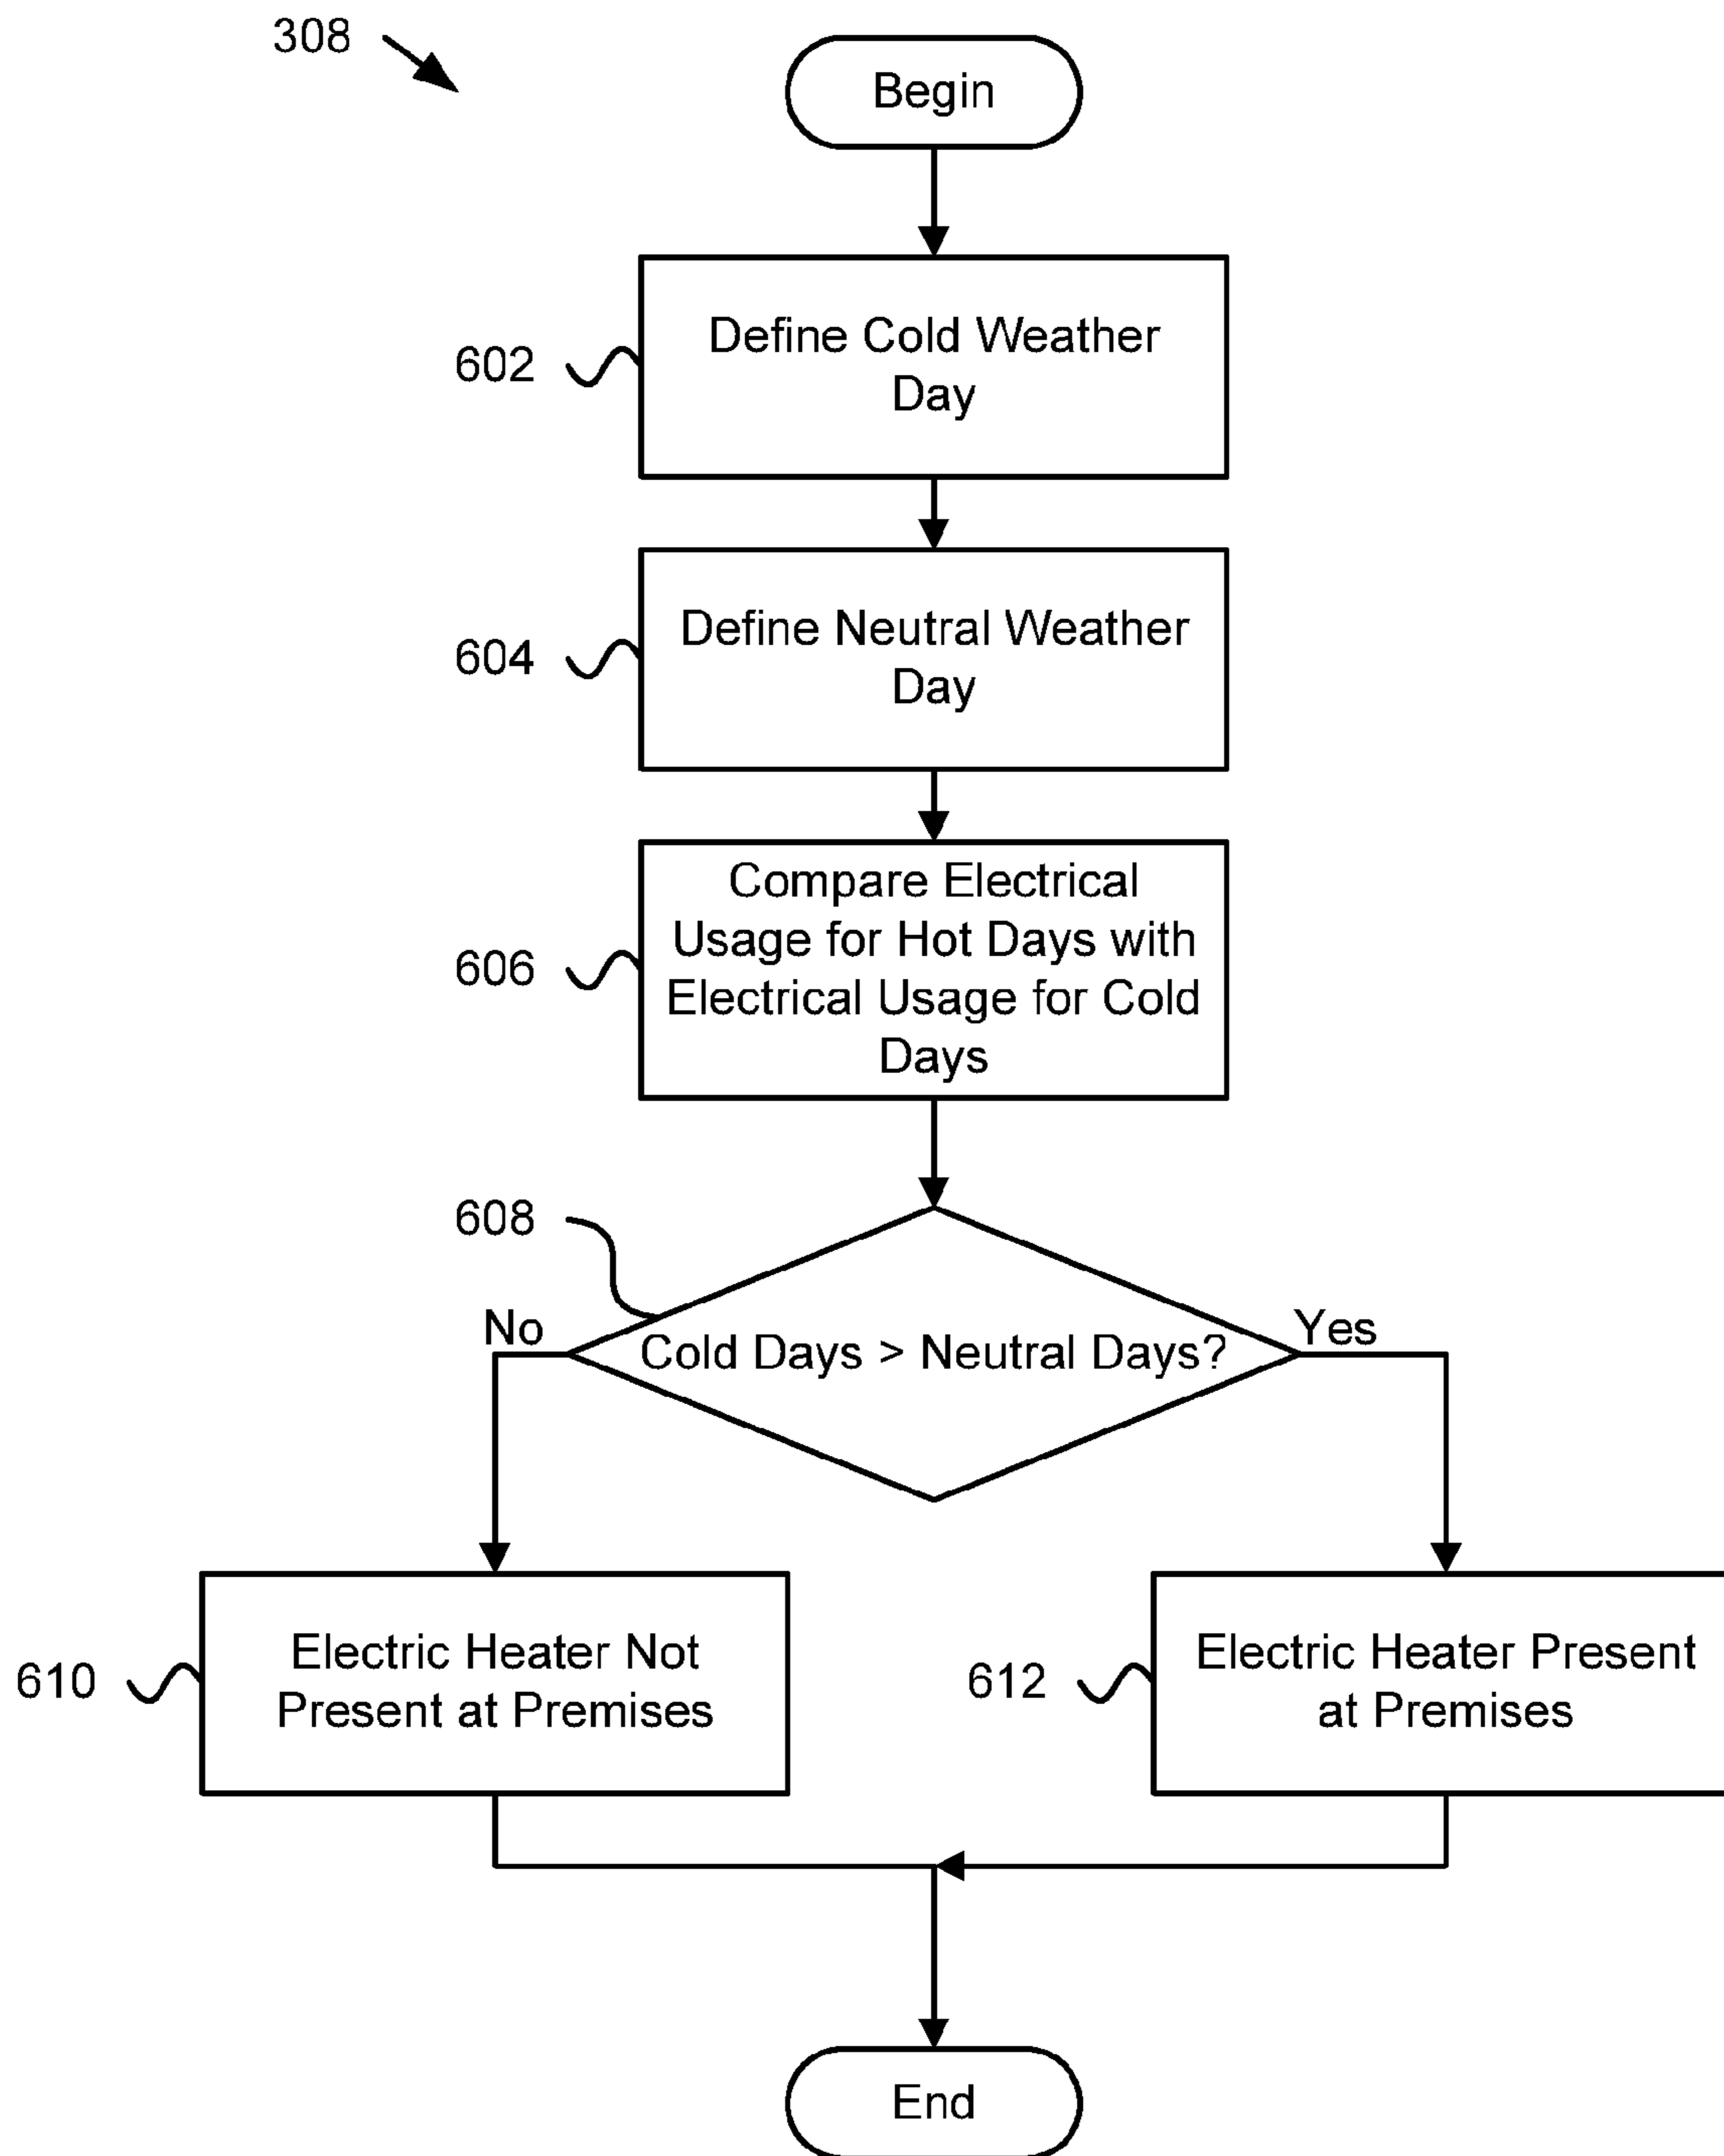 308
Begin
602
Define Cold Weather
Day
604
Define Neutral Weather
Day
606
Compare Electrical
Usage for Hot Days with
Electrical Usage for Cold
Days
608
No
Cold Days > Neutral Days?
Yes
610
Electric Heater Not
Present at Premises
612
Electric Heater Present
at Premises
End